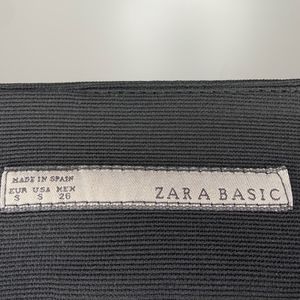 MADE IN SPAIN
EUR USA MEX
S S 26
ZARA BASIC